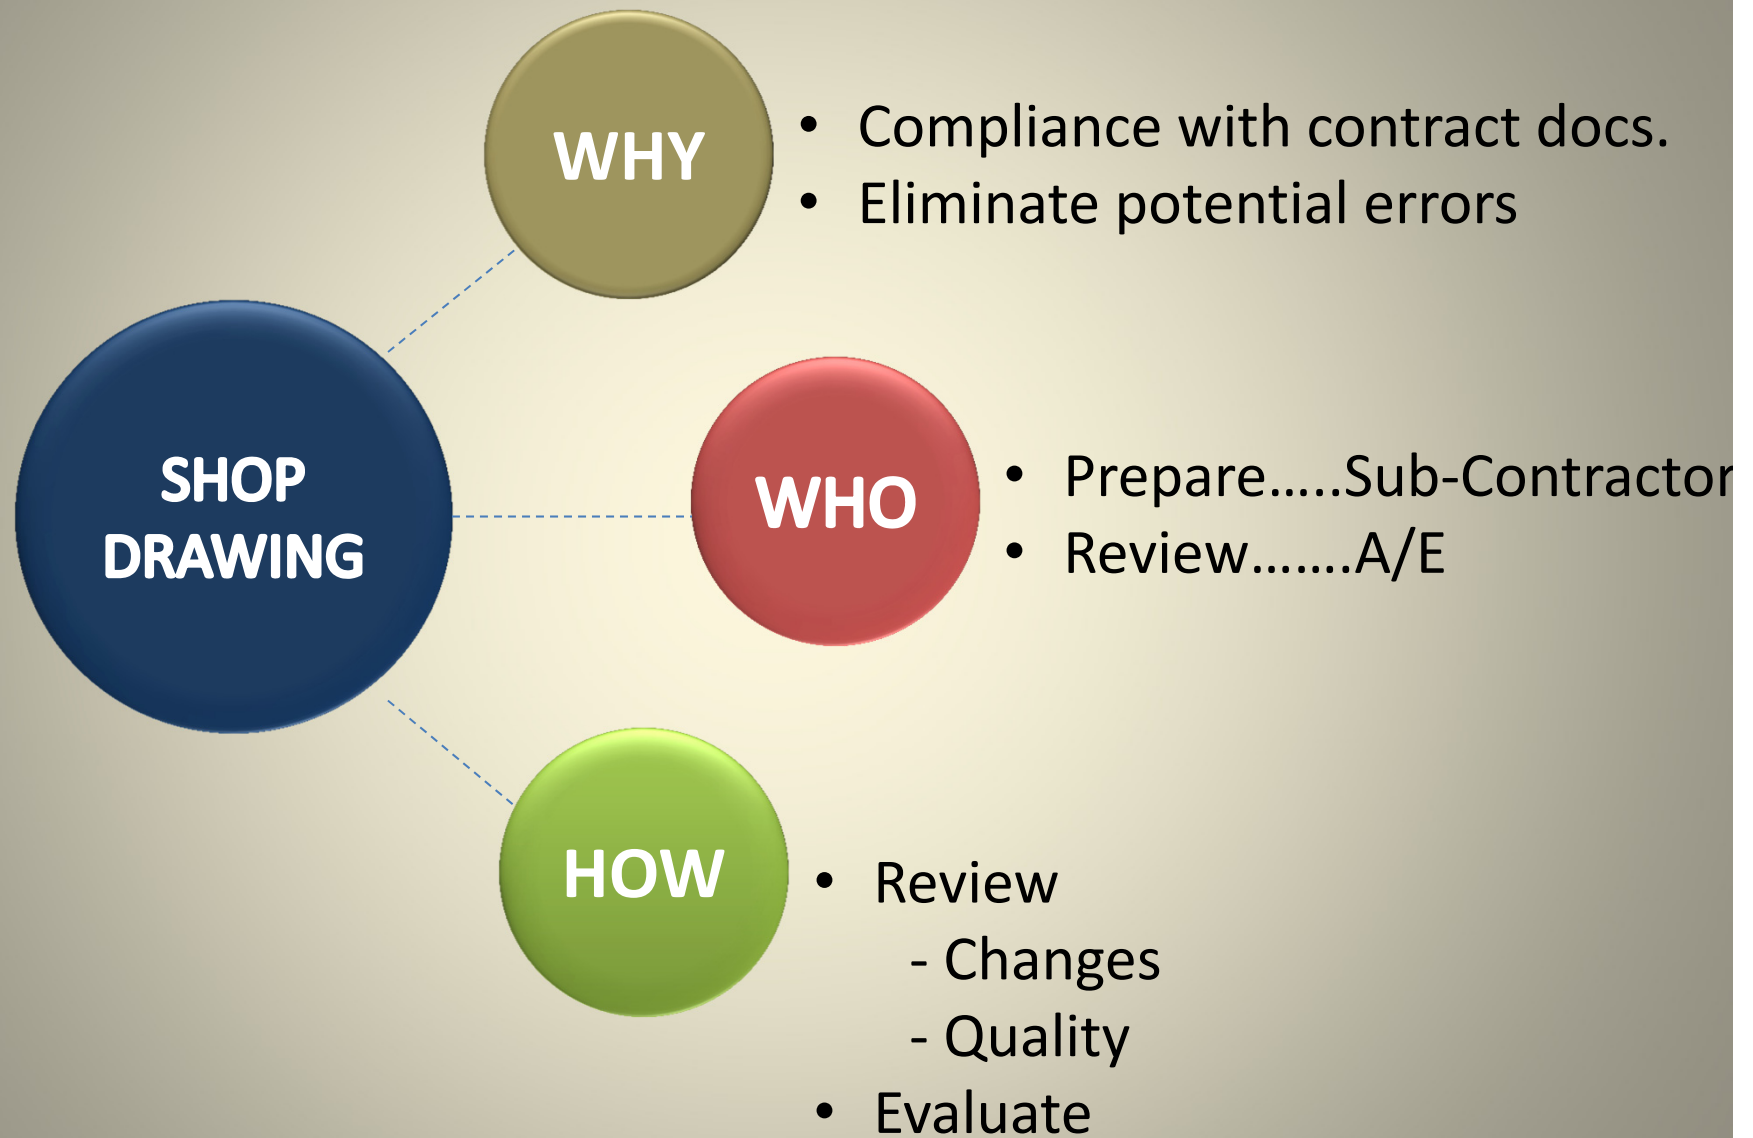 WHY
• Compliance with contract docs.
• Eliminate potential errors
SHOP
DRAWING
WHO
• Prepare…..Sub-Contractor
• Review…….A/E
HOW
• Review
- Changes
- Quality
• Evaluate